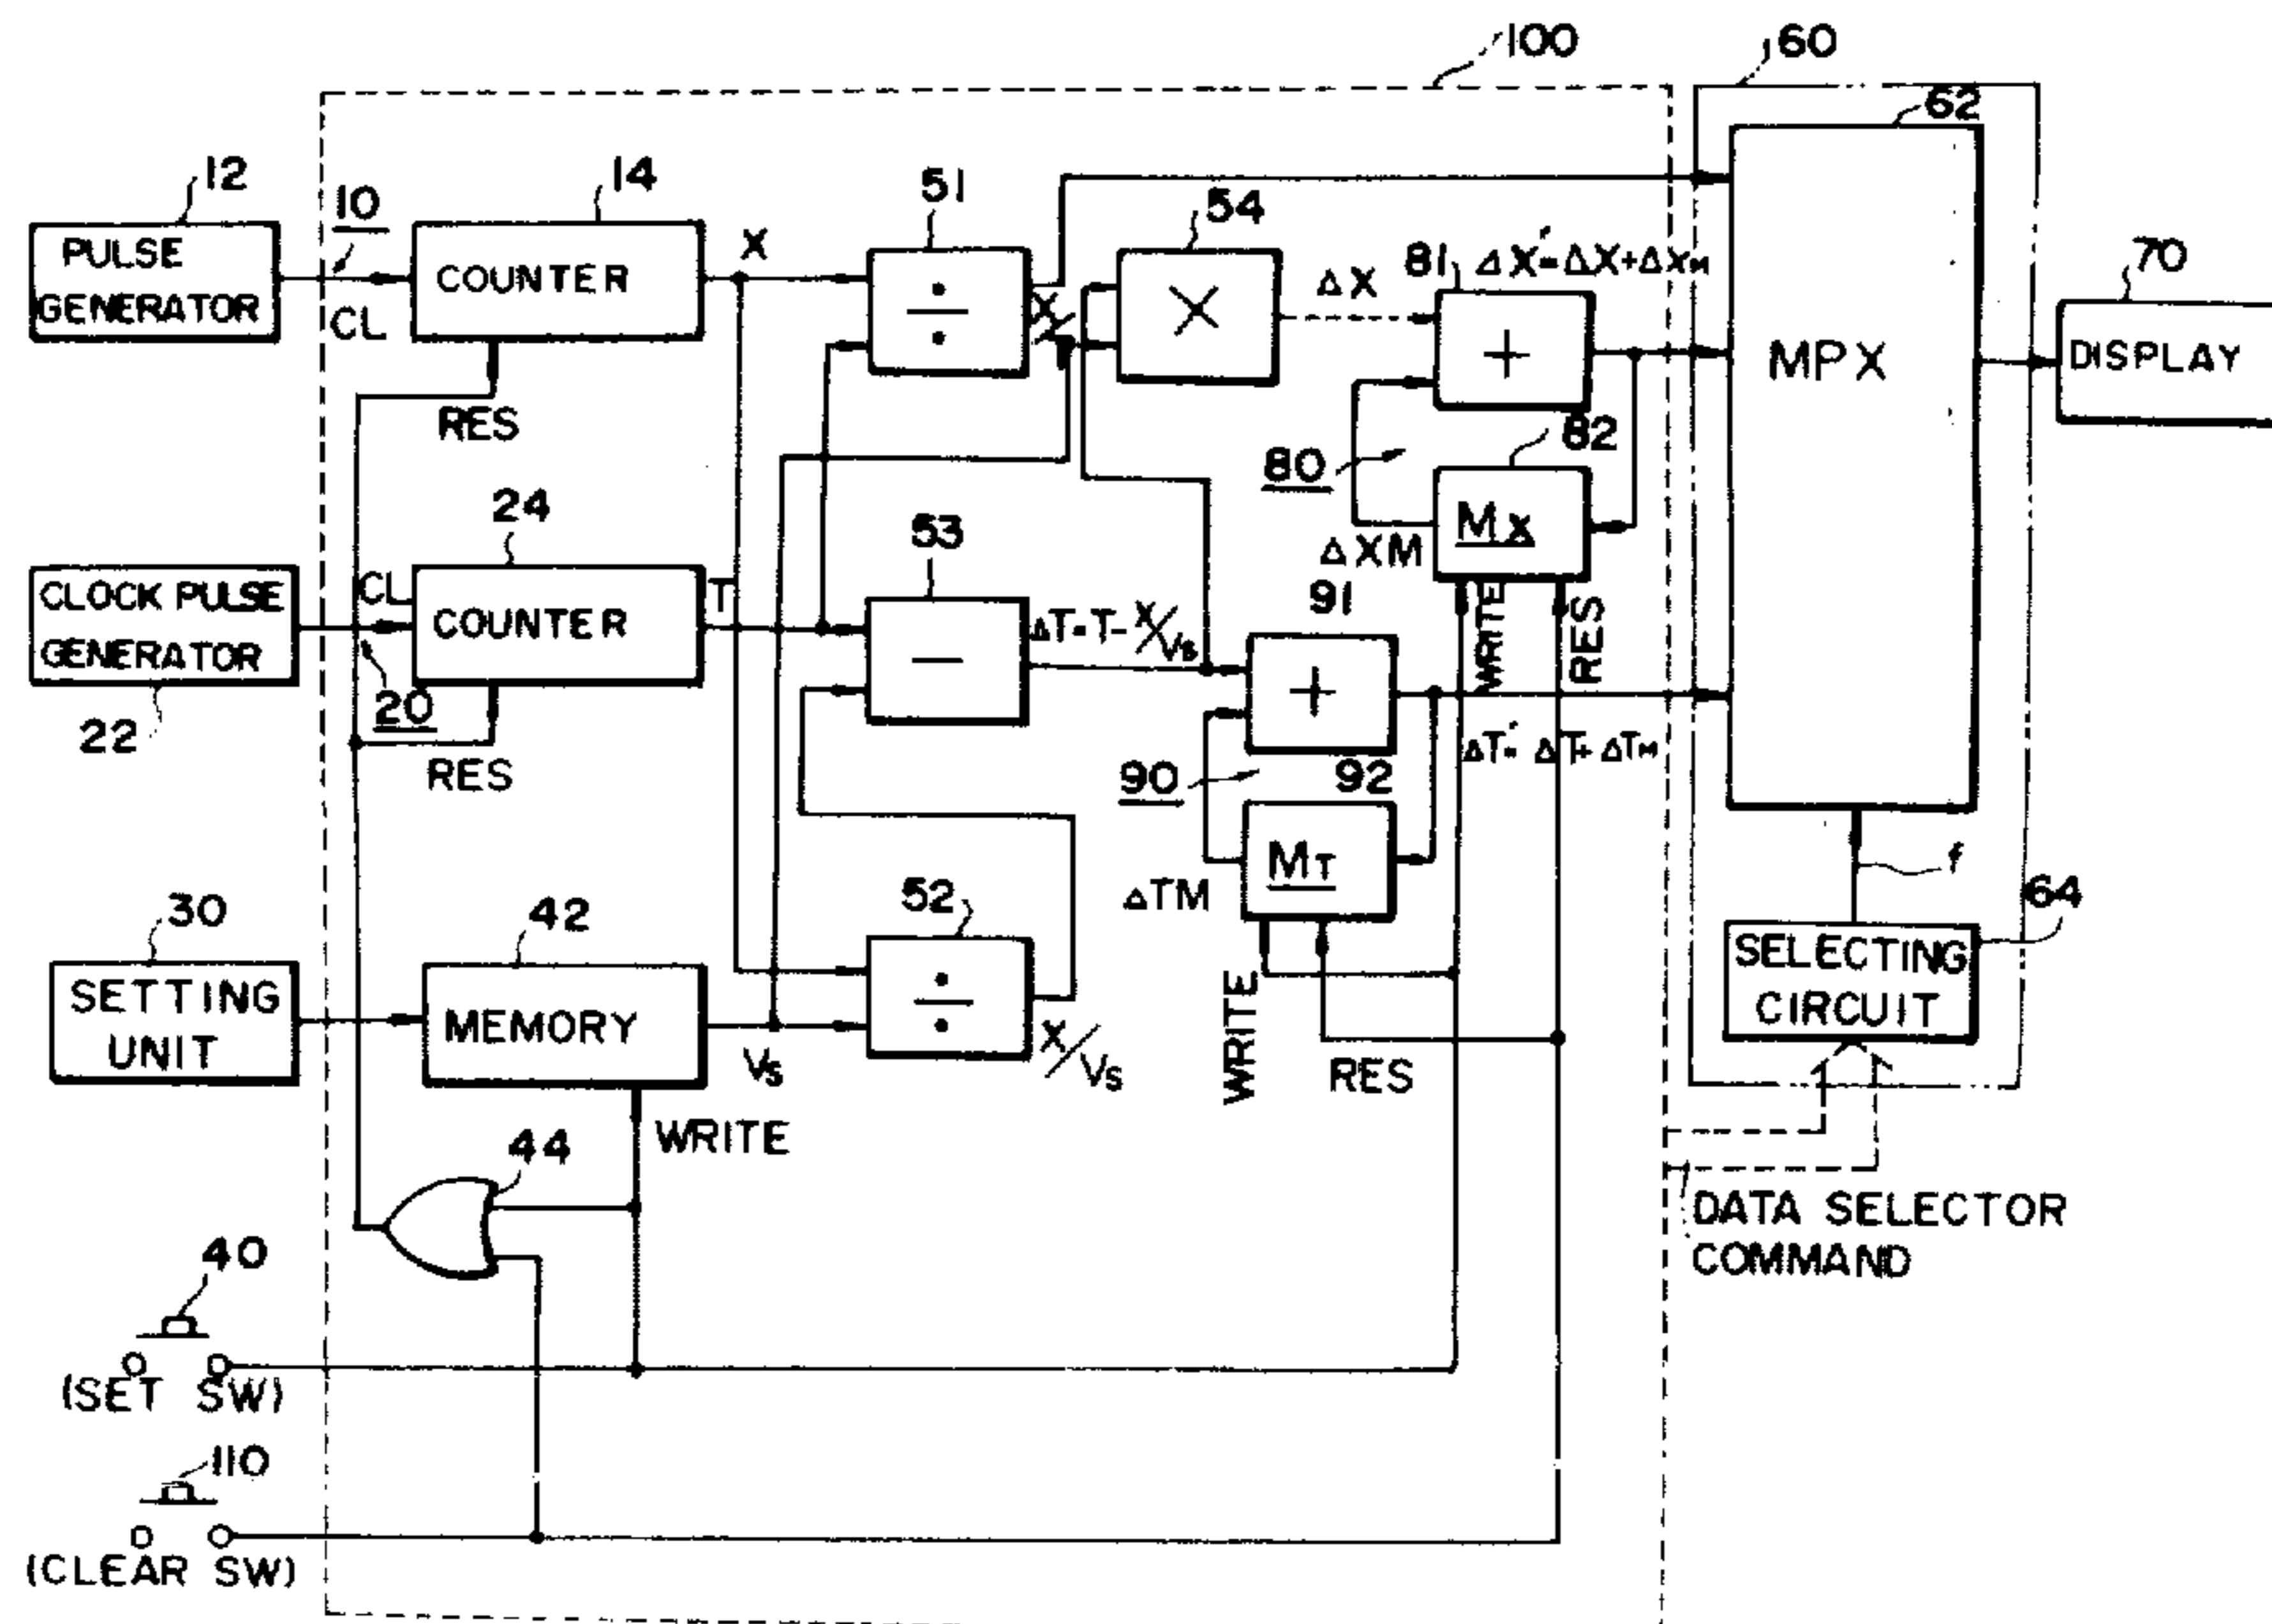 100
60
62
12
10
14
51
54
81
ΔX'=ΔX+ΔXM
70
PULSE
GENERATOR
CL
COUNTER
X
÷
X
ΔX
+
MPX
DISPLAY
RES
80
82
24
53
MX
ΔXM
CLOCK PULSE
GENERATOR
CL
COUNTER
T
−
ΔT=T-X/Vs
91
WRITE
RES
+
22
20
RES
90
92
ΔT'=ΔT+ΔTM
MT
ΔTM
f
30
42
52
64
SETTING
UNIT
MEMORY
Vs
÷
X/Vs
WRITE
RES
SELECTING
CIRCUIT
WRITE
44
DATA SELECTOR
COMMAND
40
(SET SW)
110
(CLEAR SW)